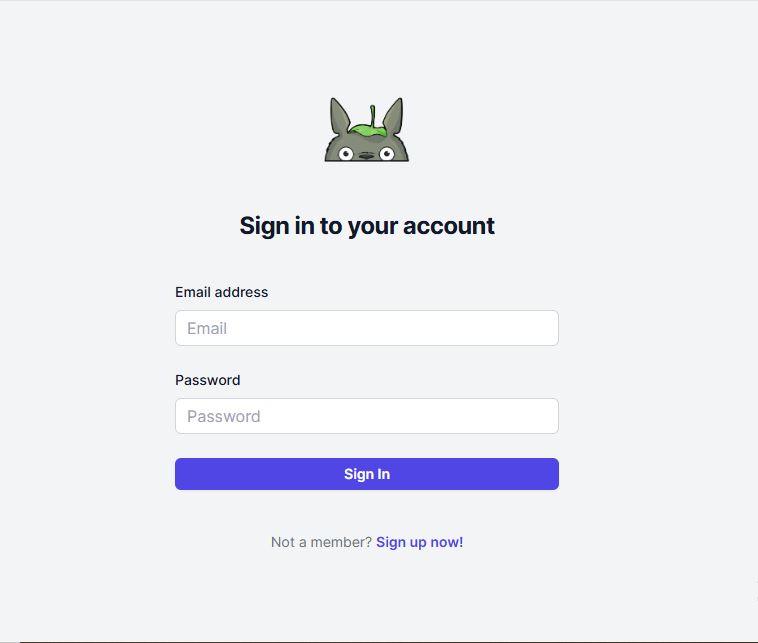 Sign in to your account
Email address
Email
Password
Password
Sign In
Not a member? Sign up now!